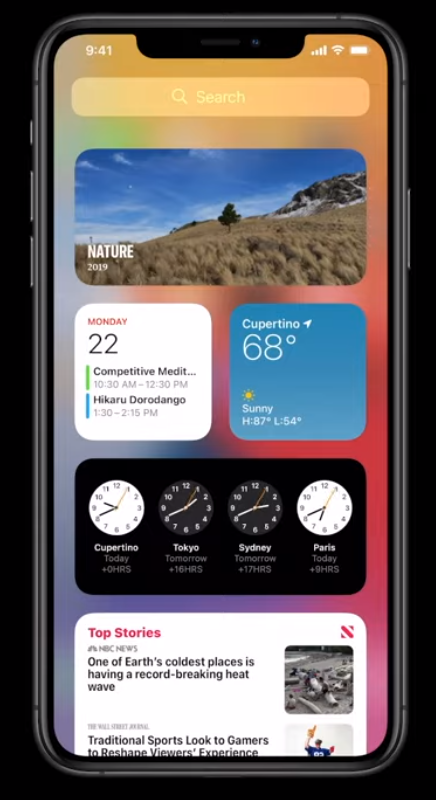 9:41
Search
NATURE
2019
MONDAY
22
Competitive Medit...
10:30 AM – 12:30 PM
Hikaru Dorodango
1:30 – 2:15 PM
Cupertino
68°
Sunny
H:87° L:54°
Cupertino
Today
+0HRS
Tokyo
Tomorrow
+16HRS
Sydney
Tomorrow
+17HRS
Paris
Today
+9HRS
Top Stories
NBC NEWS
One of Earth's coldest places is
having a record-breaking heat
wave
THE WALL STREET JOURNAL
Traditional Sports Look to Gamers
to Reshape Viewers' Experience